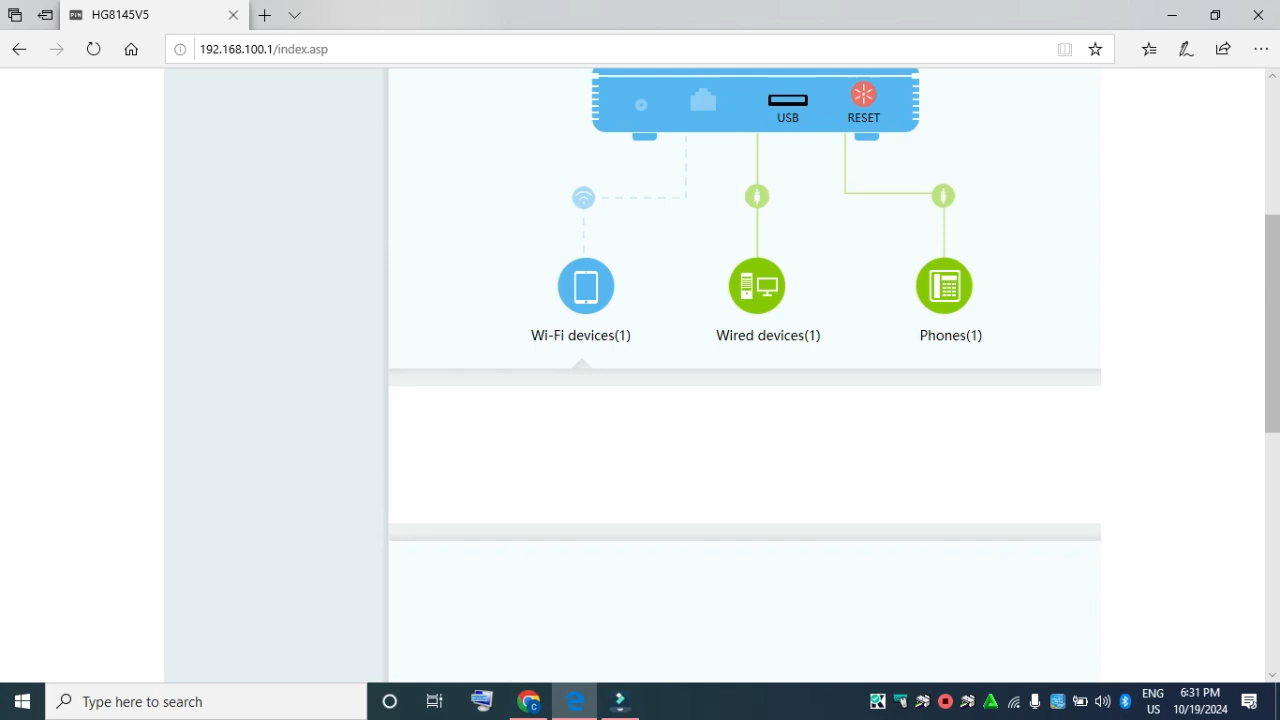 HG8145V5
192.168.100.1/index.asp
USB
RESET
Wi-Fi devices(1)
Wired devices(1)
Phones(1)
Type here to search
ENG
US
6:31 PM
10/19/2024